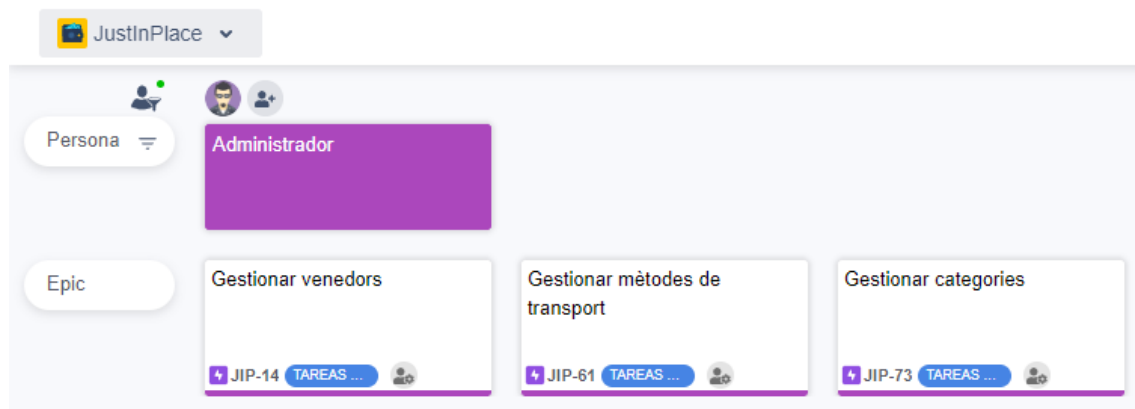 JustInPlace
Persona
Administrador
Epic
Gestionar venedors
Gestionar mètodes de
transport
Gestionar categories
JIP-14 TAREAS ...
JIP-61 TAREAS ...
JIP-73 TAREAS ...